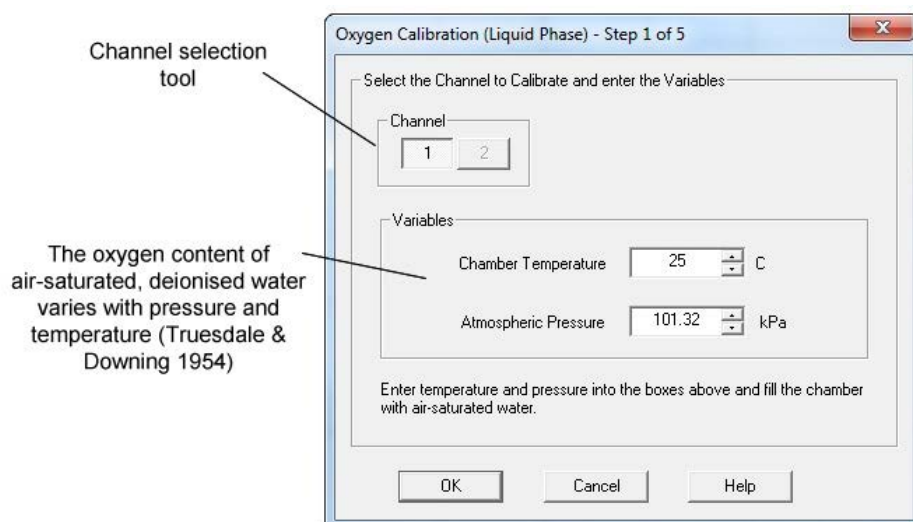 Channel selection
tool
The oxygen content of
air-saturated, deionised water
varies with pressure and
temperature (Truesdale &
Downing 1954)
Oxygen Calibration (Liquid Phase) - Step 1 of 5
Select the Channel to Calibrate and enter the Variables
Channel
1 2
Variables
Chamber Temperature 25 C
Atmospheric Pressure 101.32 kPa
Enter temperature and pressure into the boxes above and fill the chamber
with air-saturated water.
OK Cancel Help